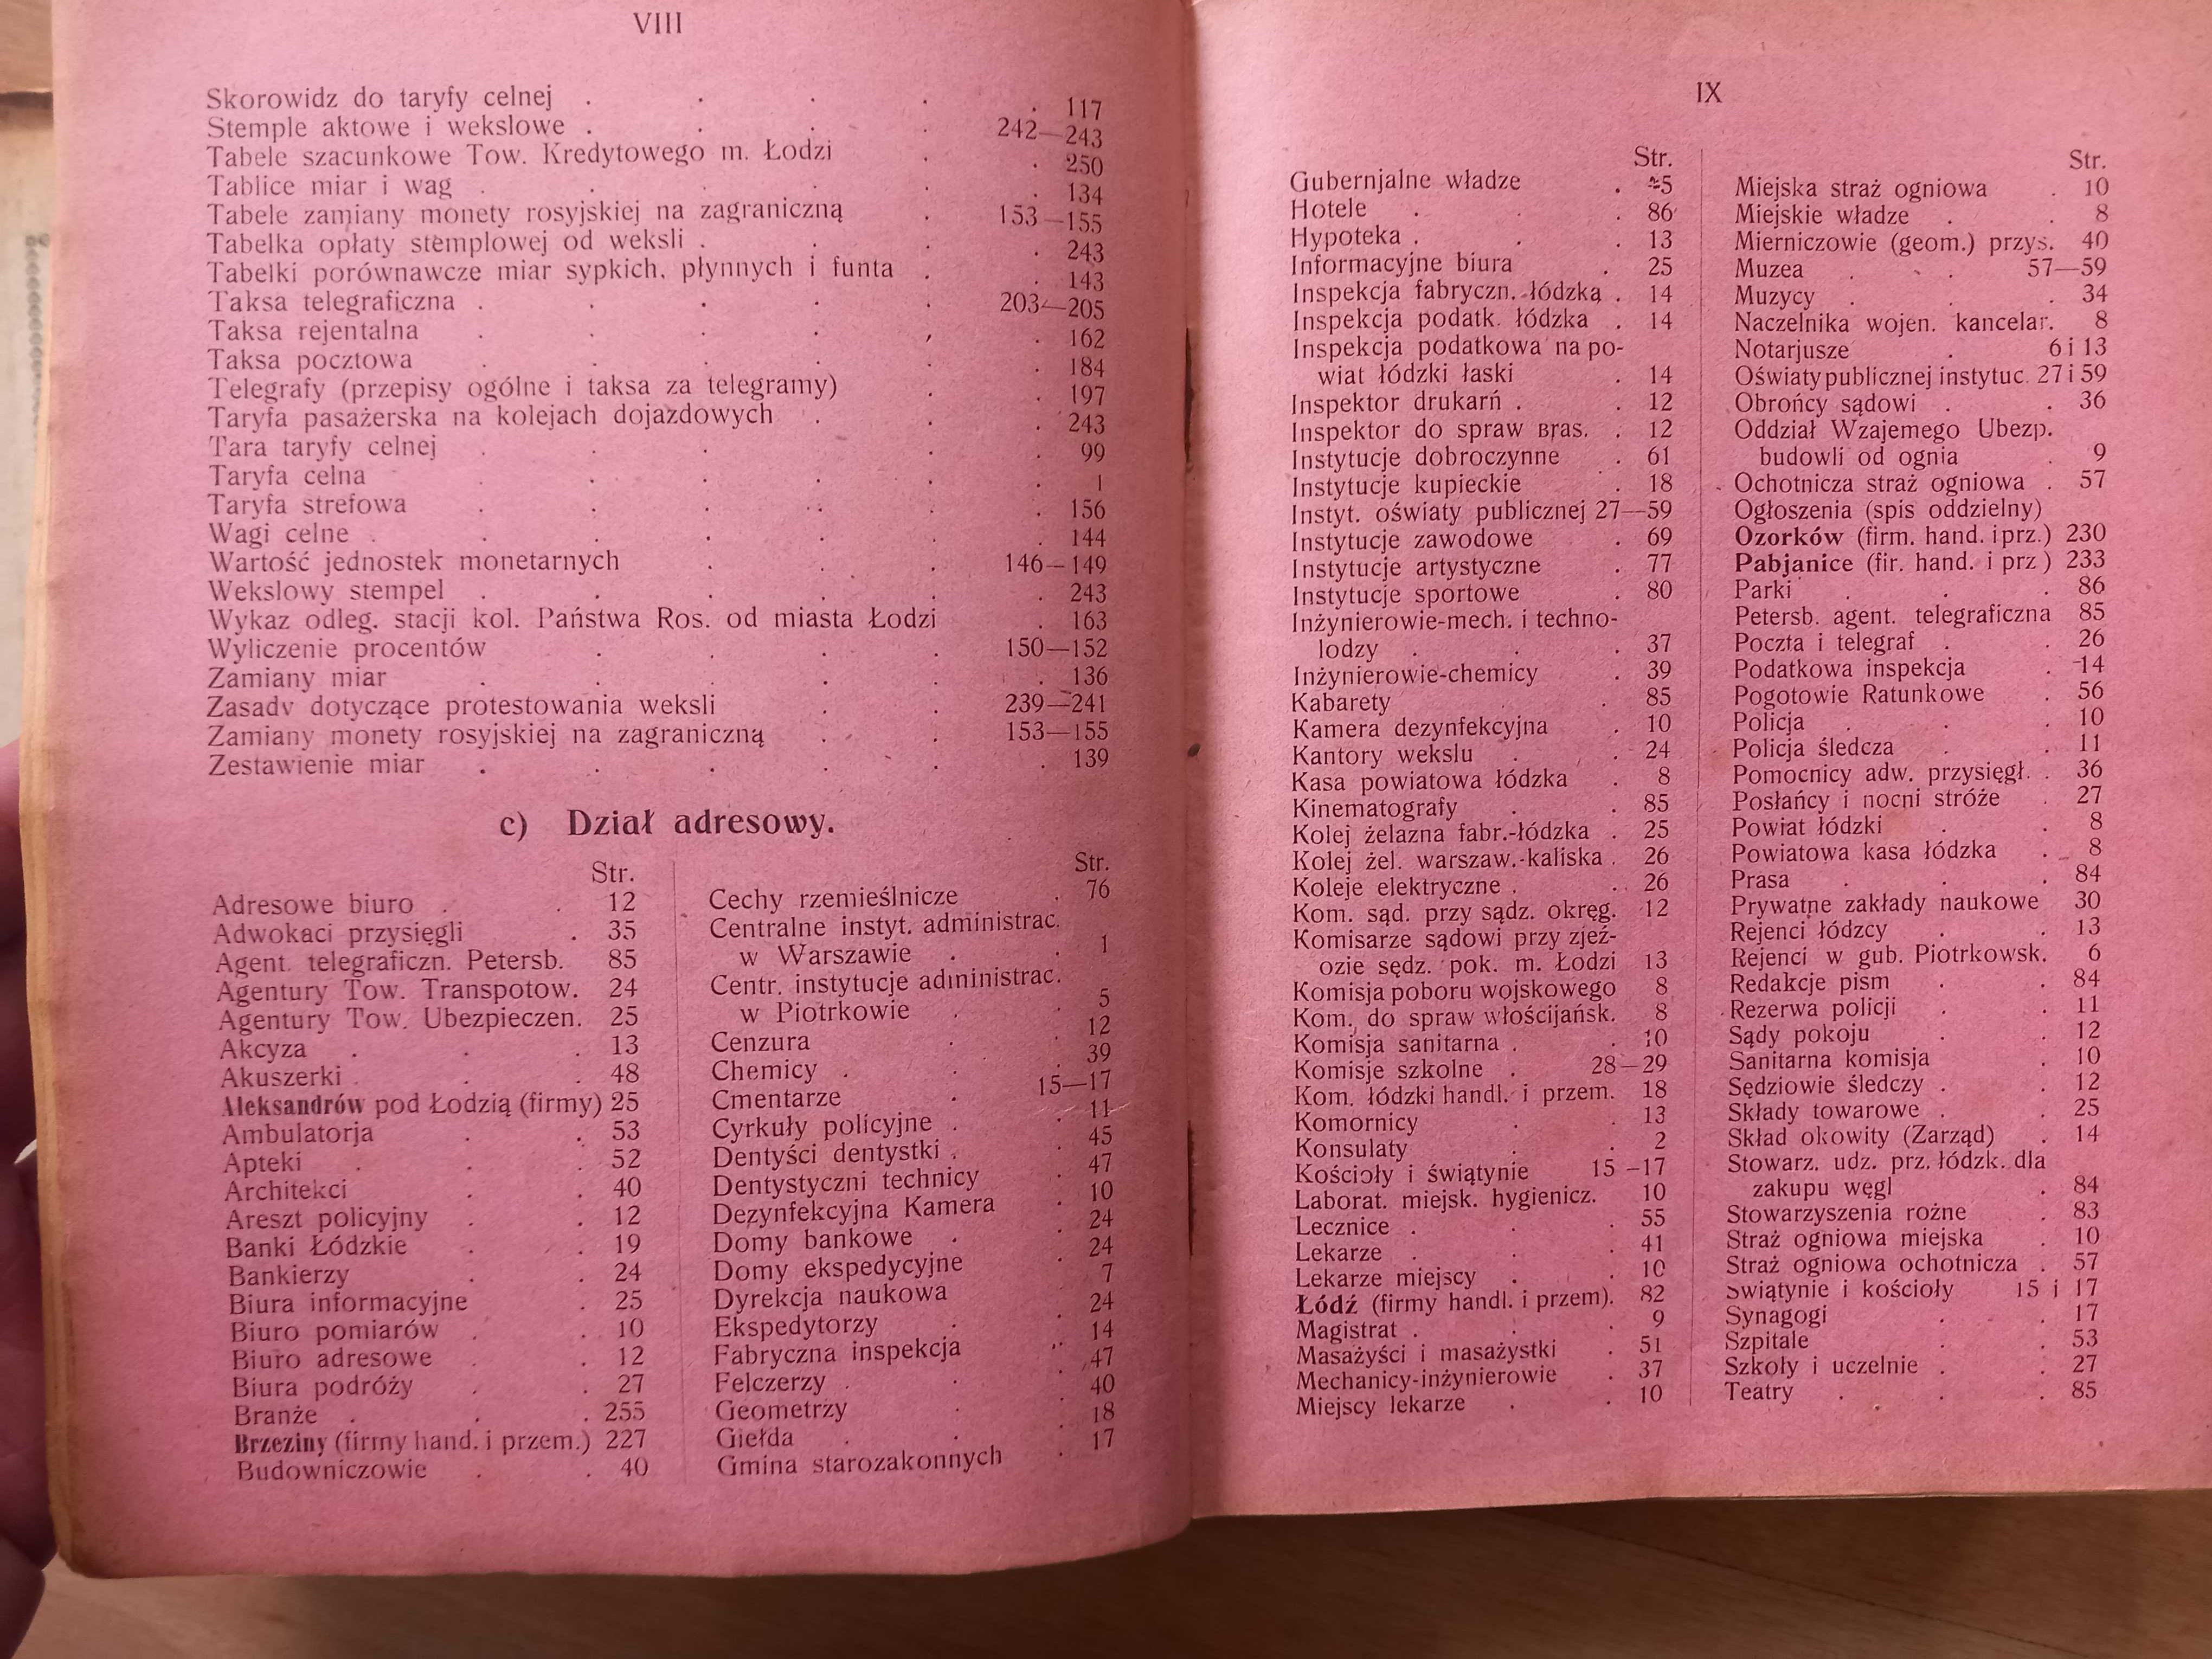 VIII
Skorowidz do taryfy celnej . . . . . 117
Stemple aktowe i wekslowe . . . . 242—243
Tabele szacunkowe Tow. Kredytowego m. Łodzi . . 250
Tablice miar i wag . . . . . . 134
Tabele zamiany monety rosyjskiej na zagraniczną . 153—155
Tabelka opłaty stemplowej od weksli . . . . 243
Tabelki porównawcze miar sypkich, płynnych i funta . . 143
Taksa telegraficzna . . . . . 203—205
Taksa rejentalna . . . . . . 162
Taksa pocztowa . . . . . . 184
Telegrafy (przepisy ogólne i taksa za telegramy) . . 197
Taryfa pasażerska na kolejach dojazdowych . . . 243
Tara taryfy celnej . . . . . . 99
Taryfa celna . . . . . 1
Taryfa strefowa . . . . . . 156
Wagi celne . . . . . . . 144
Wartość jednostek monetarnych . . . 146—149
Wekslowy stempel . . . . . . 243
Wykaz odleg. stacji kol. Państwa Ros. od miasta Łodzi . 163
Wyliczenie procentów . . . . 150—152
Zamiany miar . . . . . . 136
Zasady dotyczące protestowania weksli . . 239—241
Zamiany monety rosyjskiej na zagraniczną . . 153—155
Zestawienie miar . . . . . . 139
c) Dział adresowy.
Str.
Adresowe biuro . . 12
Adwokaci przysięgli . 35
Agent. telegraficzn. Petersb. 85
Agentury Tow. Transpotow. 24
Agentury Tow. Ubezpieczen. 25
Akcyza . . . 13
Akuszerki . . . 48
Aleksandrów pod Łodzią (firmy) 25
Ambulatorja . . 53
Apteki . . . 52
Architekci . . 40
Areszt policyjny . . 12
Banki Łódzkie . . 19
Bankierzy . . 24
Biura informacyjne . 25
Biuro pomiarów . . 10
Biuro adresowe . . 12
Biura podróży . . 27
Branże . . . 255
Brzeziny (firmy hand. i przem.) 227
Budowniczowie . . 40
Str.
Cechy rzemieślnicze . 76
Centralne instyt. administrac.
w Warszawie . . 1
Centr. instytucje administrac.
w Piotrkowie . . 5
Cenzura . . 12
Chemicy . . . 39
Cmentarze . 15—17
Cyrkuły policyjne . . 11
Dentyści dentystki . . 45
Dentystyczni technicy . 47
Dezynfekcyjna Kamera . 10
Domy bankowe . . 24
Domy ekspedycyjne . 24
Dyrekcja naukowa . 7
Ekspedytorzy . . 24
Fabryczna inspekcja . 14
Felczerzy . . . 47
Geometrzy . . 40
Giełda . . . 18
Gmina starozakonnych . 17
IX
Str.
Gubernjalne władze . 5
Hotele . . . 86
Hypoteka . . . 13
Informacyjne biura . 25
Inspekcja fabryczn. łódzka . 14
Inspekcja podatk. łódzka . 14
Inspekcja podatkowa na po-
wiat łódzki łaski . 14
Inspektor drukarń . . 12
Inspektor do spraw pras. . 12
Instytucje dobroczynne . 61
Instytucje kupieckie . 18
Instyt. oświaty publicznej 27—59
Instytucje zawodowe . 69
Instytucje artystyczne . 77
Instytucje sportowe . 80
Inżynierowie-mech. i techno-
lodzy . . . 37
Inżynierowie-chemicy . 39
Kabarety . . 85
Kamera dezynfekcyjna . 10
Kantory wekslu . . 24
Kasa powiatowa łódzka . 8
Kinematografy . . 85
Kolej żelazna fabr.-łódzka . 25
Kolej żel. warszaw.-kaliska . 26
Koleje elektryczne . . 26
Kom. sąd. przy sądz. okręg. 12
Komisarze sądowi przy zjeź-
ozie sędz. pok. m. Łodzi 13
Komisja poboru wojskowego 8
Kom. do spraw włościjańsk. 8
Komisja sanitarna . . 10
Komisje szkolne . 28—29
Kom. łódzki handl. i przem. 18
Komornicy . . 13
Konsulaty . . 2
Kościoły i świątynie 15—17
Laborat. miejsk. hygienicz. 10
Lecznice . . . 55
Lekarze . . . 41
Lekarze miejscy . . 10
Łódź (firmy handl. i przem). 82
Magistrat . . . 9
Masażyści i masażystki . 51
Mechanicy-inżynierowie . 37
Miejscy lekarze . . 10
Str.
Miejska straż ogniowa . 10
Miejskie władze . . 8
Mierniczowie (geom.) przys. 40
Muzea . . 57—59
Muzycy . . . 34
Naczelnika wojen. kancelar. 8
Notarjusze . 6 i 13
Oświaty publicznej instytuc. 27 i 59
Obrońcy sądowi . . 36
Oddział Wzajemego Ubezp.
budowli od ognia . 9
Ochotnicza straż ogniowa . 57
Ogłoszenia (spis oddzielny)
Ozorków (firm. hand. i prz.) 230
Pabjanice (fir. hand. i prz ) 233
Parki . . . 86
Petersb. agent. telegraficzna 85
Poczta i telegraf . . 26
Podatkowa inspekcja . 14
Pogotowie Ratunkowe . 56
Policja . . . 10
Policja śledcza . . 11
Pomocnicy adw. przysięgł. . 36
Posłańcy i nocni stróże . 27
Powiat łódzki . . 8
Powiatowa kasa łódzka . 8
Prasa . . . 84
Prywatne zakłady naukowe 30
Rejenci łódzcy . . 13
Rejenci w gub. Piotrkowsk. 6
Redakcje pism . . 84
Rezerwa policji . . 11
Sądy pokoju . . 12
Sanitarna komisja . 10
Sędziowie śledczy . . 12
Składy towarowe . . 25
Skład okowity (Zarząd) . 14
Stowarz. udz. prz. łódzk. dla
zakupu węgl . 84
Stowarzyszenia rożne . 83
Straż ogniowa miejska . 10
Straż ogniowa ochotnicza . 57
Swiątynie i kościoły 15 i 17
Synagogi . . 17
Szpitale . . 53
Szkoły i uczelnie . . 27
Teatry . . . 85